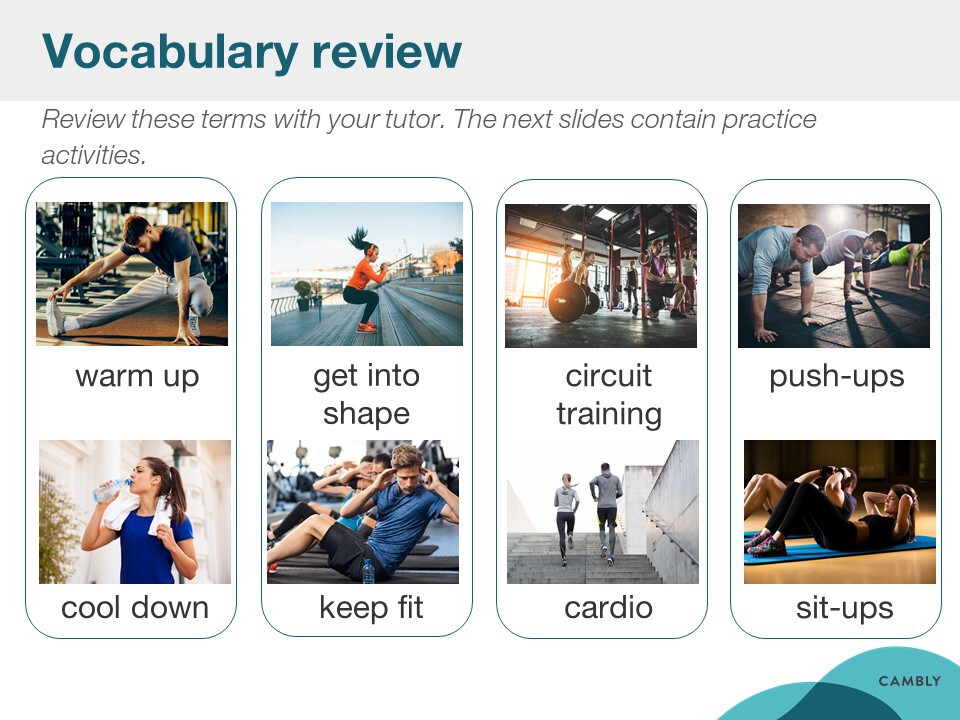 Vocabulary review
Review these terms with your tutor. The next slides contain practice
activities.
warm up
get into
shape
circuit
training
push-ups
cool down
keep fit
cardio
sit-ups
CAMBLY